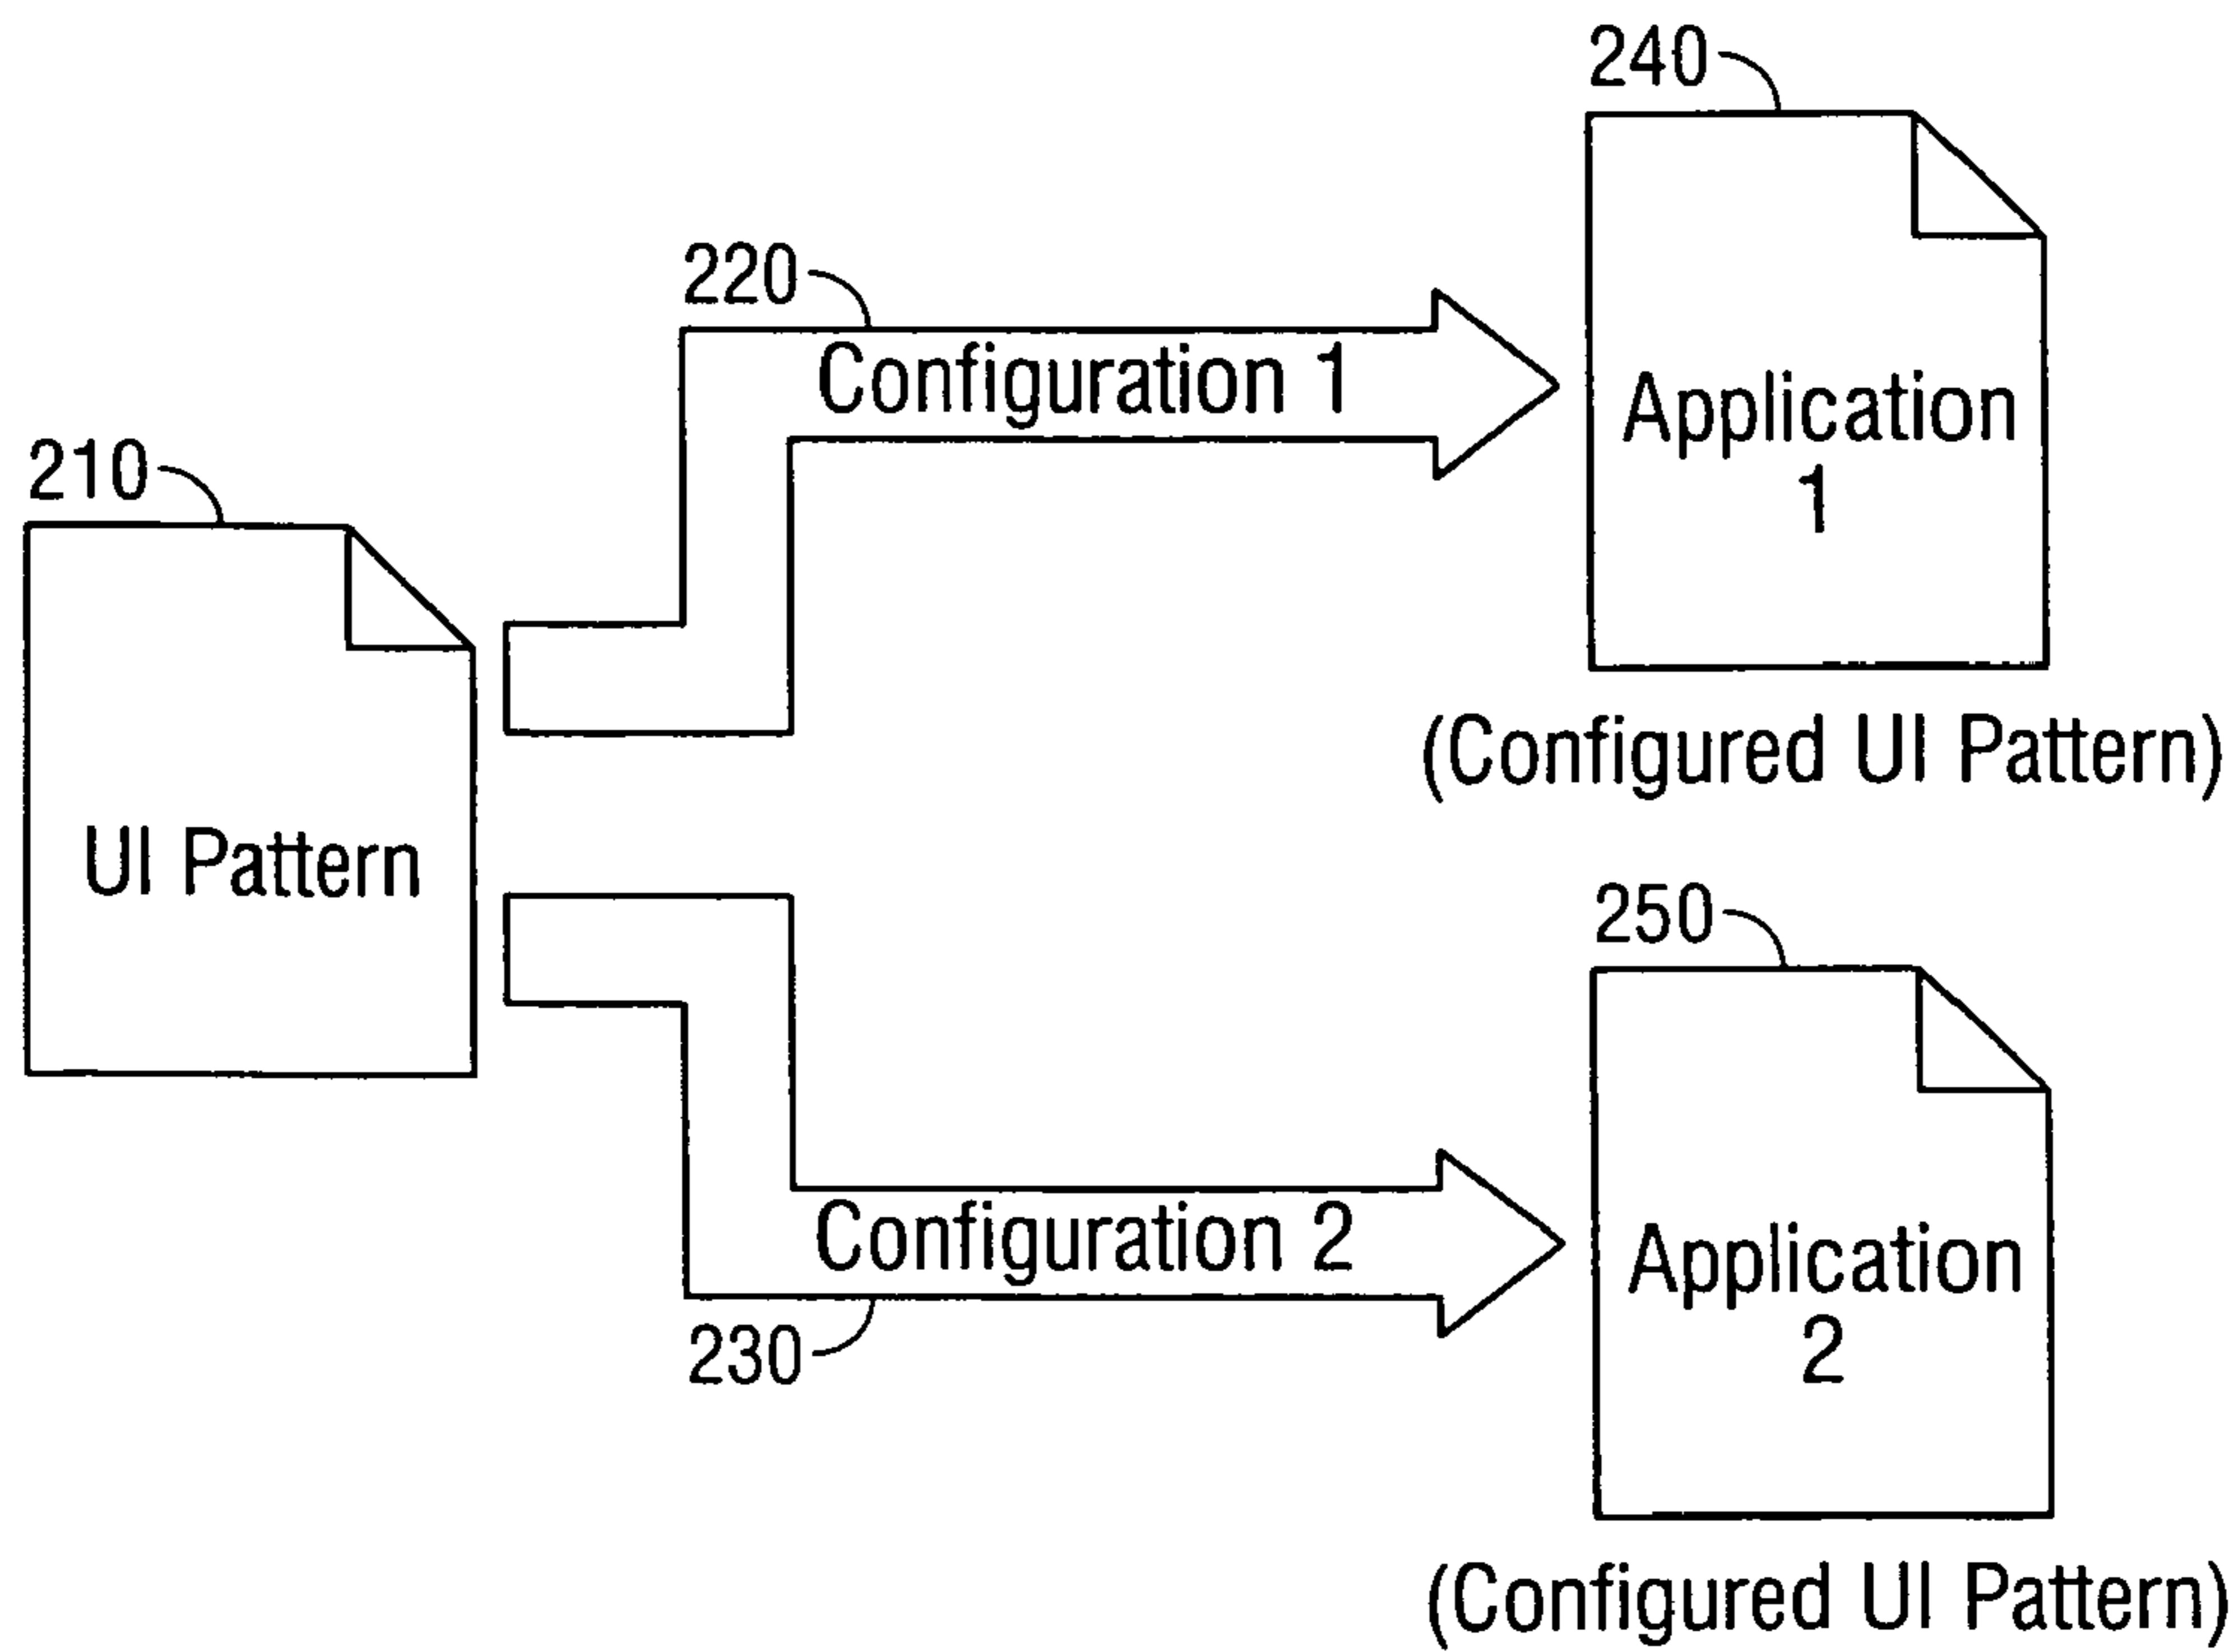 240
220
Configuration 1
Application
1
210
(Configured UI Pattern)
UI Pattern
250
Configuration 2
Application
2
230
(Configured UI Pattern)